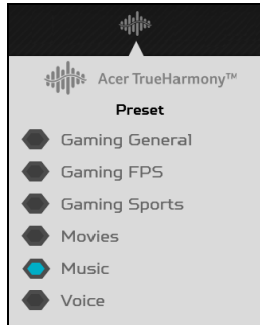 Acer TrueHarmony™
Preset
Gaming General
Gaming FPS
Gaming Sports
Movies
Music
Voice